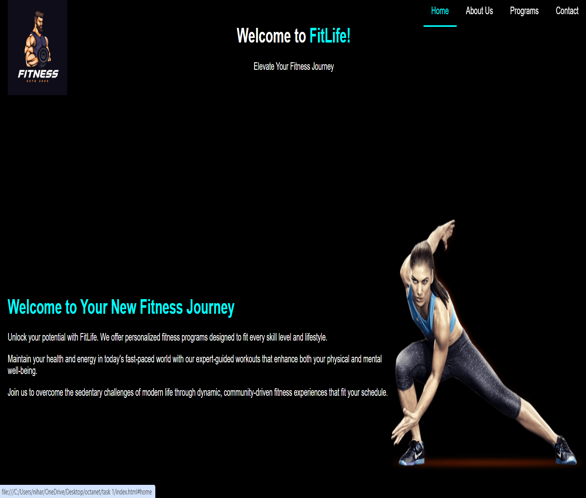 Home About Us Programs Contact
Welcome to FitLife!
Elevate Your Fitness Journey
FITNESS
Welcome to Your New Fitness Journey
Unlock your potential with FitLife. We offer personalized fitness programs designed to fit every skill level and lifestyle.
Maintain your health and energy in today's fast-paced world with our expert-guided workouts that enhance both your physical and mental
well-being.
Join us to overcome the sedentary challenges of modern life through dynamic, community-driven fitness experiences that fit your schedule.
file:///C:/Users/nihar/OneDrive/Desktop/octanet/task 1/index.html#home